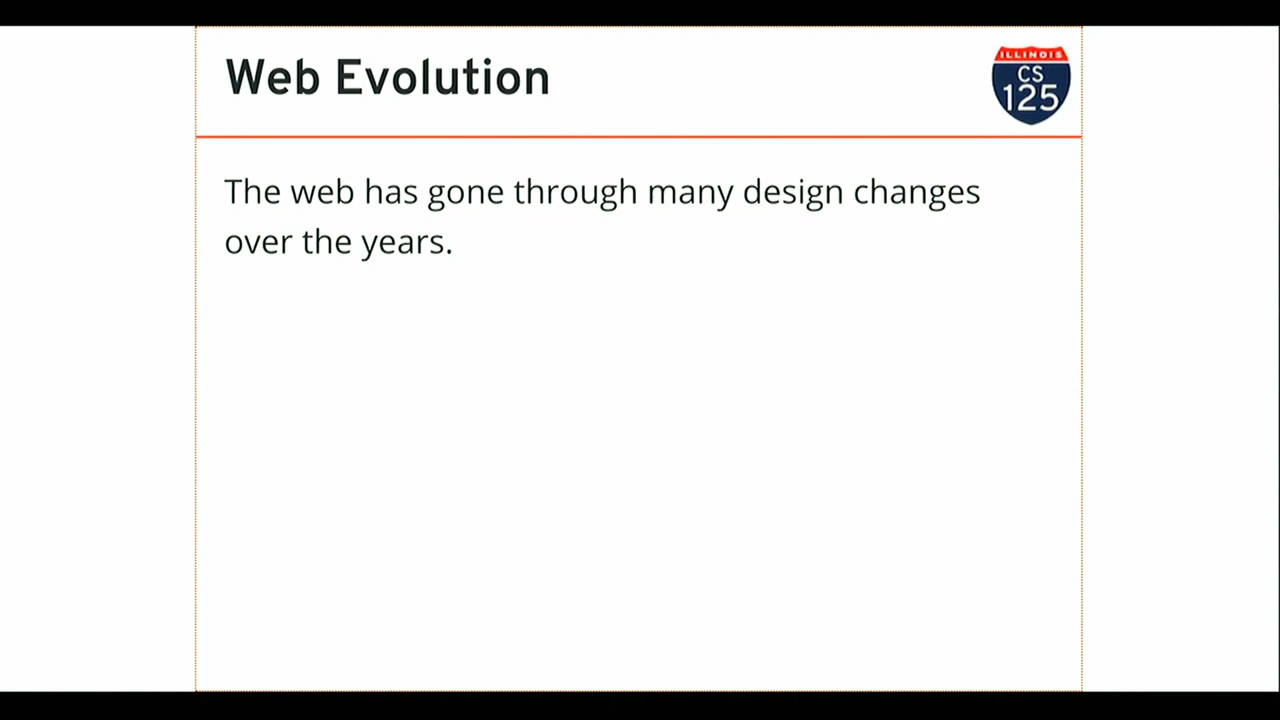 Web Evolution
ILLINOIS
CS
125
The web has gone through many design changes
over the years.